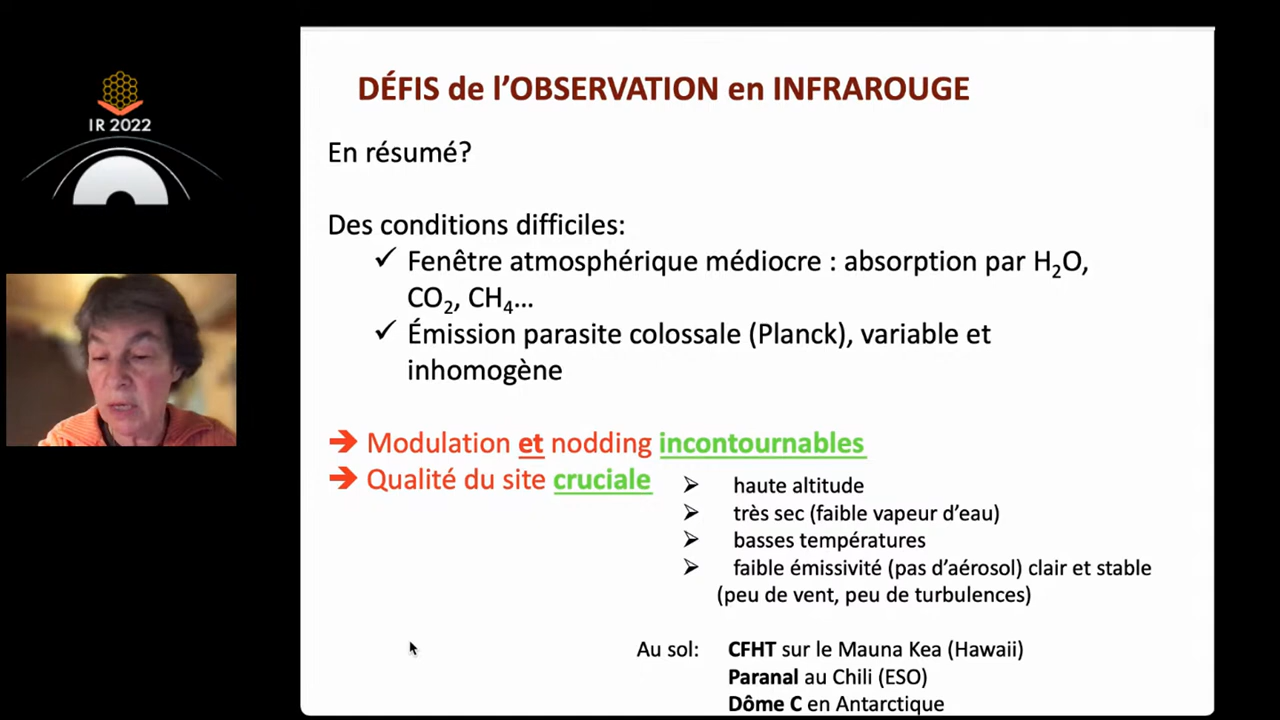 IR 2022
DÉFIS de l’OBSERVATION en INFRAROUGE
En résumé?
Des conditions difficiles:
✓ Fenêtre atmosphérique médiocre : absorption par H₂O,
CO₂, CH₄…
✓ Émission parasite colossale (Planck), variable et
inhomogène
➔ Modulation et nodding incontournables
➔ Qualité du site cruciale
➢ haute altitude
➢ très sec (faible vapeur d’eau)
➢ basses températures
➢ faible émissivité (pas d’aérosol) clair et stable
(peu de vent, peu de turbulences)
Au sol: CFHT sur le Mauna Kea (Hawaii)
Paranal au Chili (ESO)
Dôme C en Antarctique